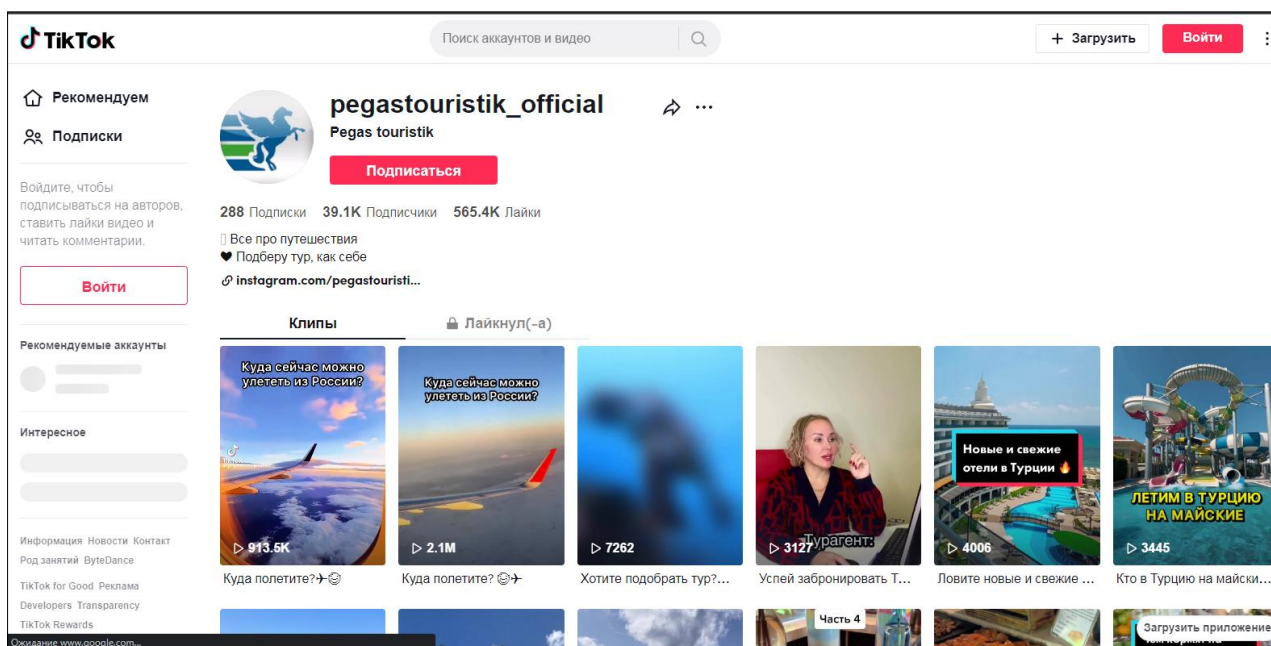 TikTok
Поиск аккаунтов и видео
+ Загрузить
Войти
Рекомендуем
Подписки
Войдите, чтобы
подписываться на авторов,
ставить лайки видео и
читать комментарии.
Войти
Рекомендуемые аккаунты
Интересное
Информация Новости Контакт
Род занятий ByteDance
TikTok for Good Реклама
Developers Transparency
TikTok Rewards
Ожидание www.google.com...
pegastouristik_official
Pegas touristik
Подписаться
288 Подписки 39.1K Подписчики 565.4K Лайки
Все про путешествия
🖤 Подберу тур, как себе
instagram.com/pegastouristi...
Клипы
Лайкнул(-а)
Куда сейчас можно
улететь из России?
913.5K
Куда полетите?✈😍
Куда сейчас можно
улететь из России?
2.1M
Куда полетите? 😍✈
7262
Хотите подобрать тур?...
Турагент:
3127
Успей забронировать Т...
Новые и свежие
отели в Турции 🔥
4006
Ловите новые и свежие ...
ЛЕТИМ В ТУРЦИЮ
НА МАЙСКИЕ
3445
Кто в Турцию на майски...
Часть 4
Загрузить приложение